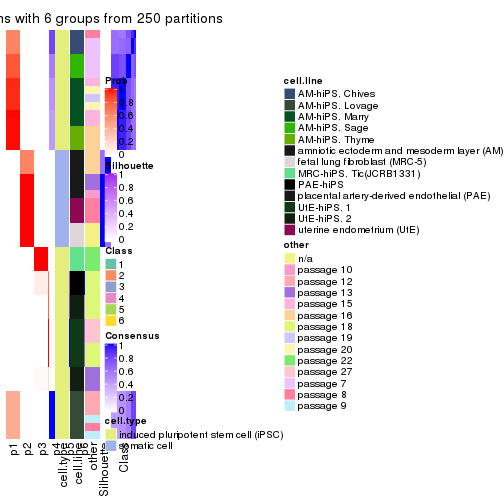 ns with 6 groups from 250 partitions
Prob
0.8
0.6
0.4
0.2
0
Silhouette
1
0.8
0.6
0.4
0.2
0
Class
1
2
3
4
5
6
Consensus
1
0.8
0.6
0.4
0.2
0
cell.type
induced pluripotent stem cell (iPSC)
somatic cell
p1
p2
p3
p4
cell.type
p5
cell.line
p6
other
Silhouette
Class
cell.line
AM-hiPS. Chives
AM-hiPS. Lovage
AM-hiPS. Marry
AM-hiPS. Sage
AM-hiPS. Thyme
amniotic ectoderm and mesoderm layer (AM)
fetal lung fibroblast (MRC-5)
MRC-hiPS. Tic(JCRB1331)
PAE-hiPS
placental artery-derived endothelial (PAE)
UtE-hiPS. 1
UtE-hiPS. 2
uterine endometrium (UtE)
other
n/a
passage 10
passage 12
passage 13
passage 15
passage 16
passage 18
passage 19
passage 20
passage 22
passage 27
passage 7
passage 8
passage 9